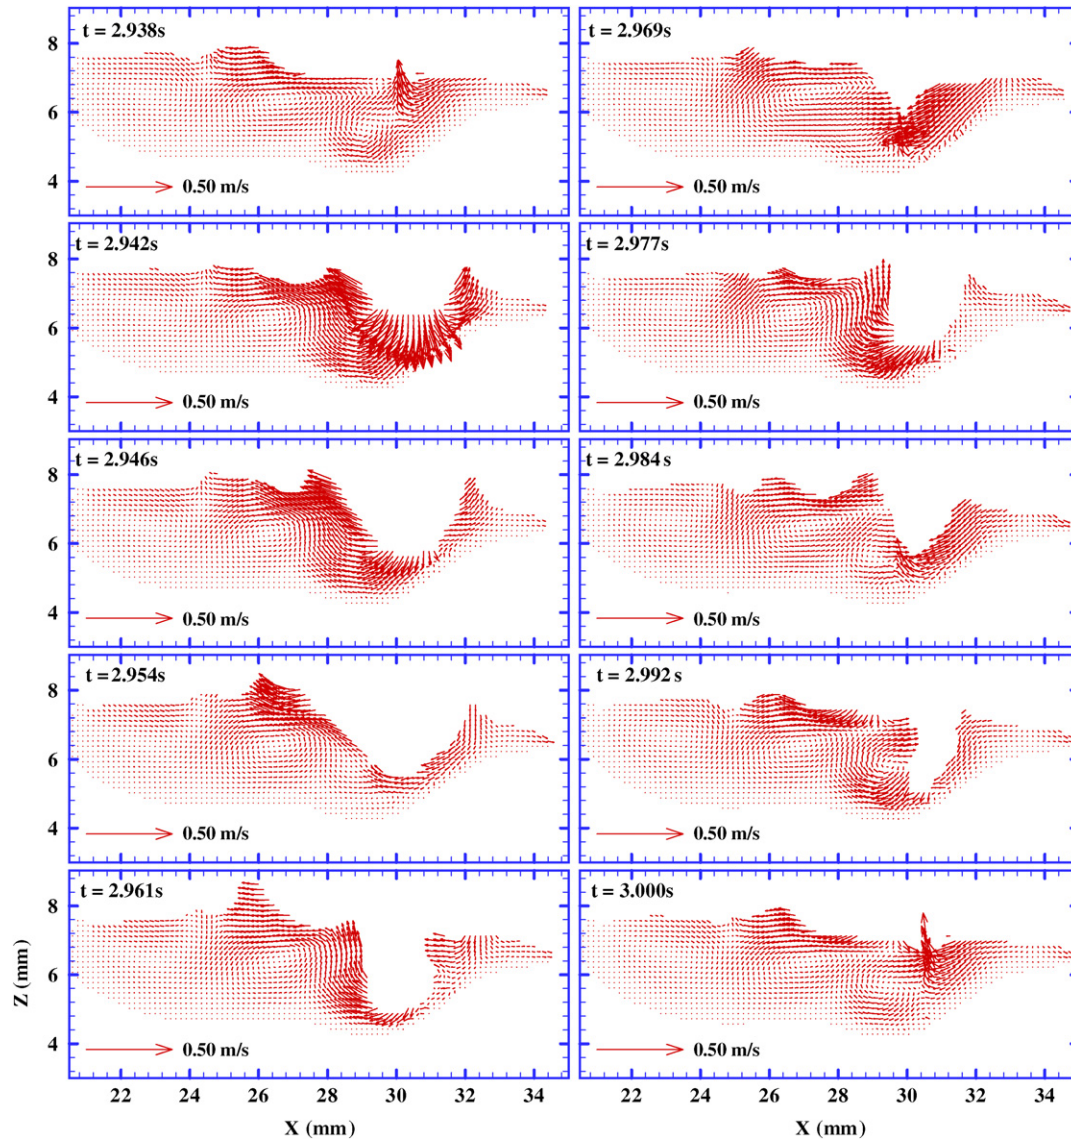 t = 2.938s
8
6
4
0.50 m/s
t = 2.969s
0.50 m/s
t = 2.942s
8
6
4
0.50 m/s
t = 2.977s
0.50 m/s
t = 2.946s
8
6
4
0.50 m/s
t = 2.984 s
0.50 m/s
t = 2.954s
8
6
4
0.50 m/s
t = 2.992 s
0.50 m/s
t = 2.961s
8
6
4
Z (mm)
0.50 m/s
22 24 26 28 30 32 34
X (mm)
t = 3.000s
0.50 m/s
22 24 26 28 30 32 34
X (mm)